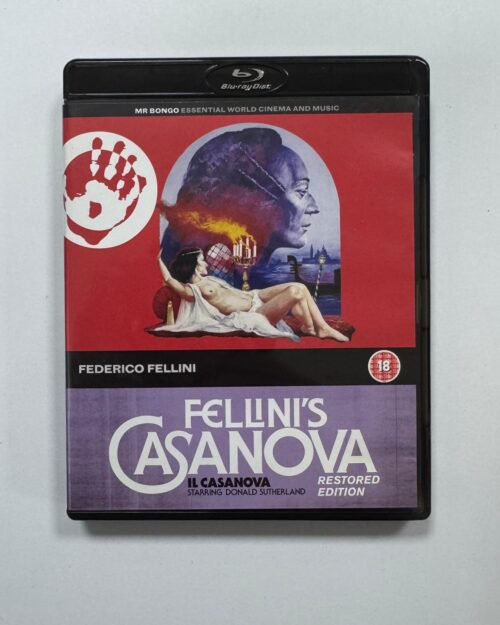 Blu-ray Disc
MR BONGO ESSENTIAL WORLD CINEMA AND MUSIC
FEDERICO FELLINI
18
FELLINI'S
CASANOVA
IL CASANOVA
STARRING DONALD SUTHERLAND
RESTORED
EDITION